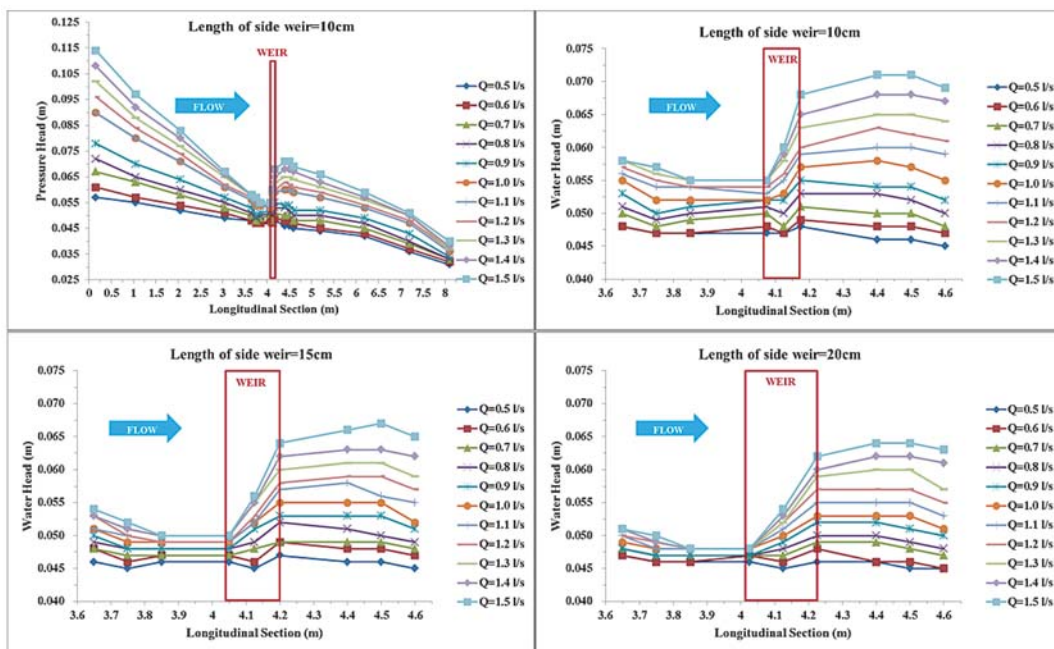 Length of side weir=10cm
WEIR
FLOW
Pressure Head (m)
0.125
0.115
0.105
0.095
0.085
0.075
0.065
0.055
0.045
0.035
0.025
0 0.5 1 1.5 2 2.5 3 3.5 4 4.5 5 5.5 6 6.5 7 7.5 8
Longitudinal Section (m)
Q=0.5 l/s
Q=0.6 l/s
Q=0.7 l/s
Q=0.8 l/s
Q=0.9 l/s
Q=1.0 l/s
Q=1.1 l/s
Q=1.2 l/s
Q=1.3 l/s
Q=1.4 l/s
Q=1.5 l/s
Length of side weir=10cm
WEIR
FLOW
Water Head (m)
0.075
0.070
0.065
0.060
0.055
0.050
0.045
0.040
3.6 3.7 3.8 3.9 4 4.1 4.2 4.3 4.4 4.5 4.6
Longitudinal Section (m)
Q=0.5 l/s
Q=0.6 l/s
Q=0.7 l/s
Q=0.8 l/s
Q=0.9 l/s
Q=1.0 l/s
Q=1.1 l/s
Q=1.2 l/s
Q=1.3 l/s
Q=1.4 l/s
Q=1.5 l/s
Length of side weir=15cm
WEIR
FLOW
Water Head (m)
0.075
0.070
0.065
0.060
0.055
0.050
0.045
0.040
3.6 3.7 3.8 3.9 4 4.1 4.2 4.3 4.4 4.5 4.6
Longitudinal Section (m)
Q=0.5 l/s
Q=0.6 l/s
Q=0.7 l/s
Q=0.8 l/s
Q=0.9 l/s
Q=1.0 l/s
Q=1.1 l/s
Q=1.2 l/s
Q=1.3 l/s
Q=1.4 l/s
Q=1.5 l/s
Length of side weir=20cm
WEIR
FLOW
Water Head (m)
0.075
0.070
0.065
0.060
0.055
0.050
0.045
0.040
3.6 3.7 3.8 3.9 4 4.1 4.2 4.3 4.4 4.5 4.6
Longitudinal Section (m)
Q=0.5 l/s
Q=0.6 l/s
Q=0.7 l/s
Q=0.8 l/s
Q=0.9 l/s
Q=1.0 l/s
Q=1.1 l/s
Q=1.2 l/s
Q=1.3 l/s
Q=1.4 l/s
Q=1.5 l/s